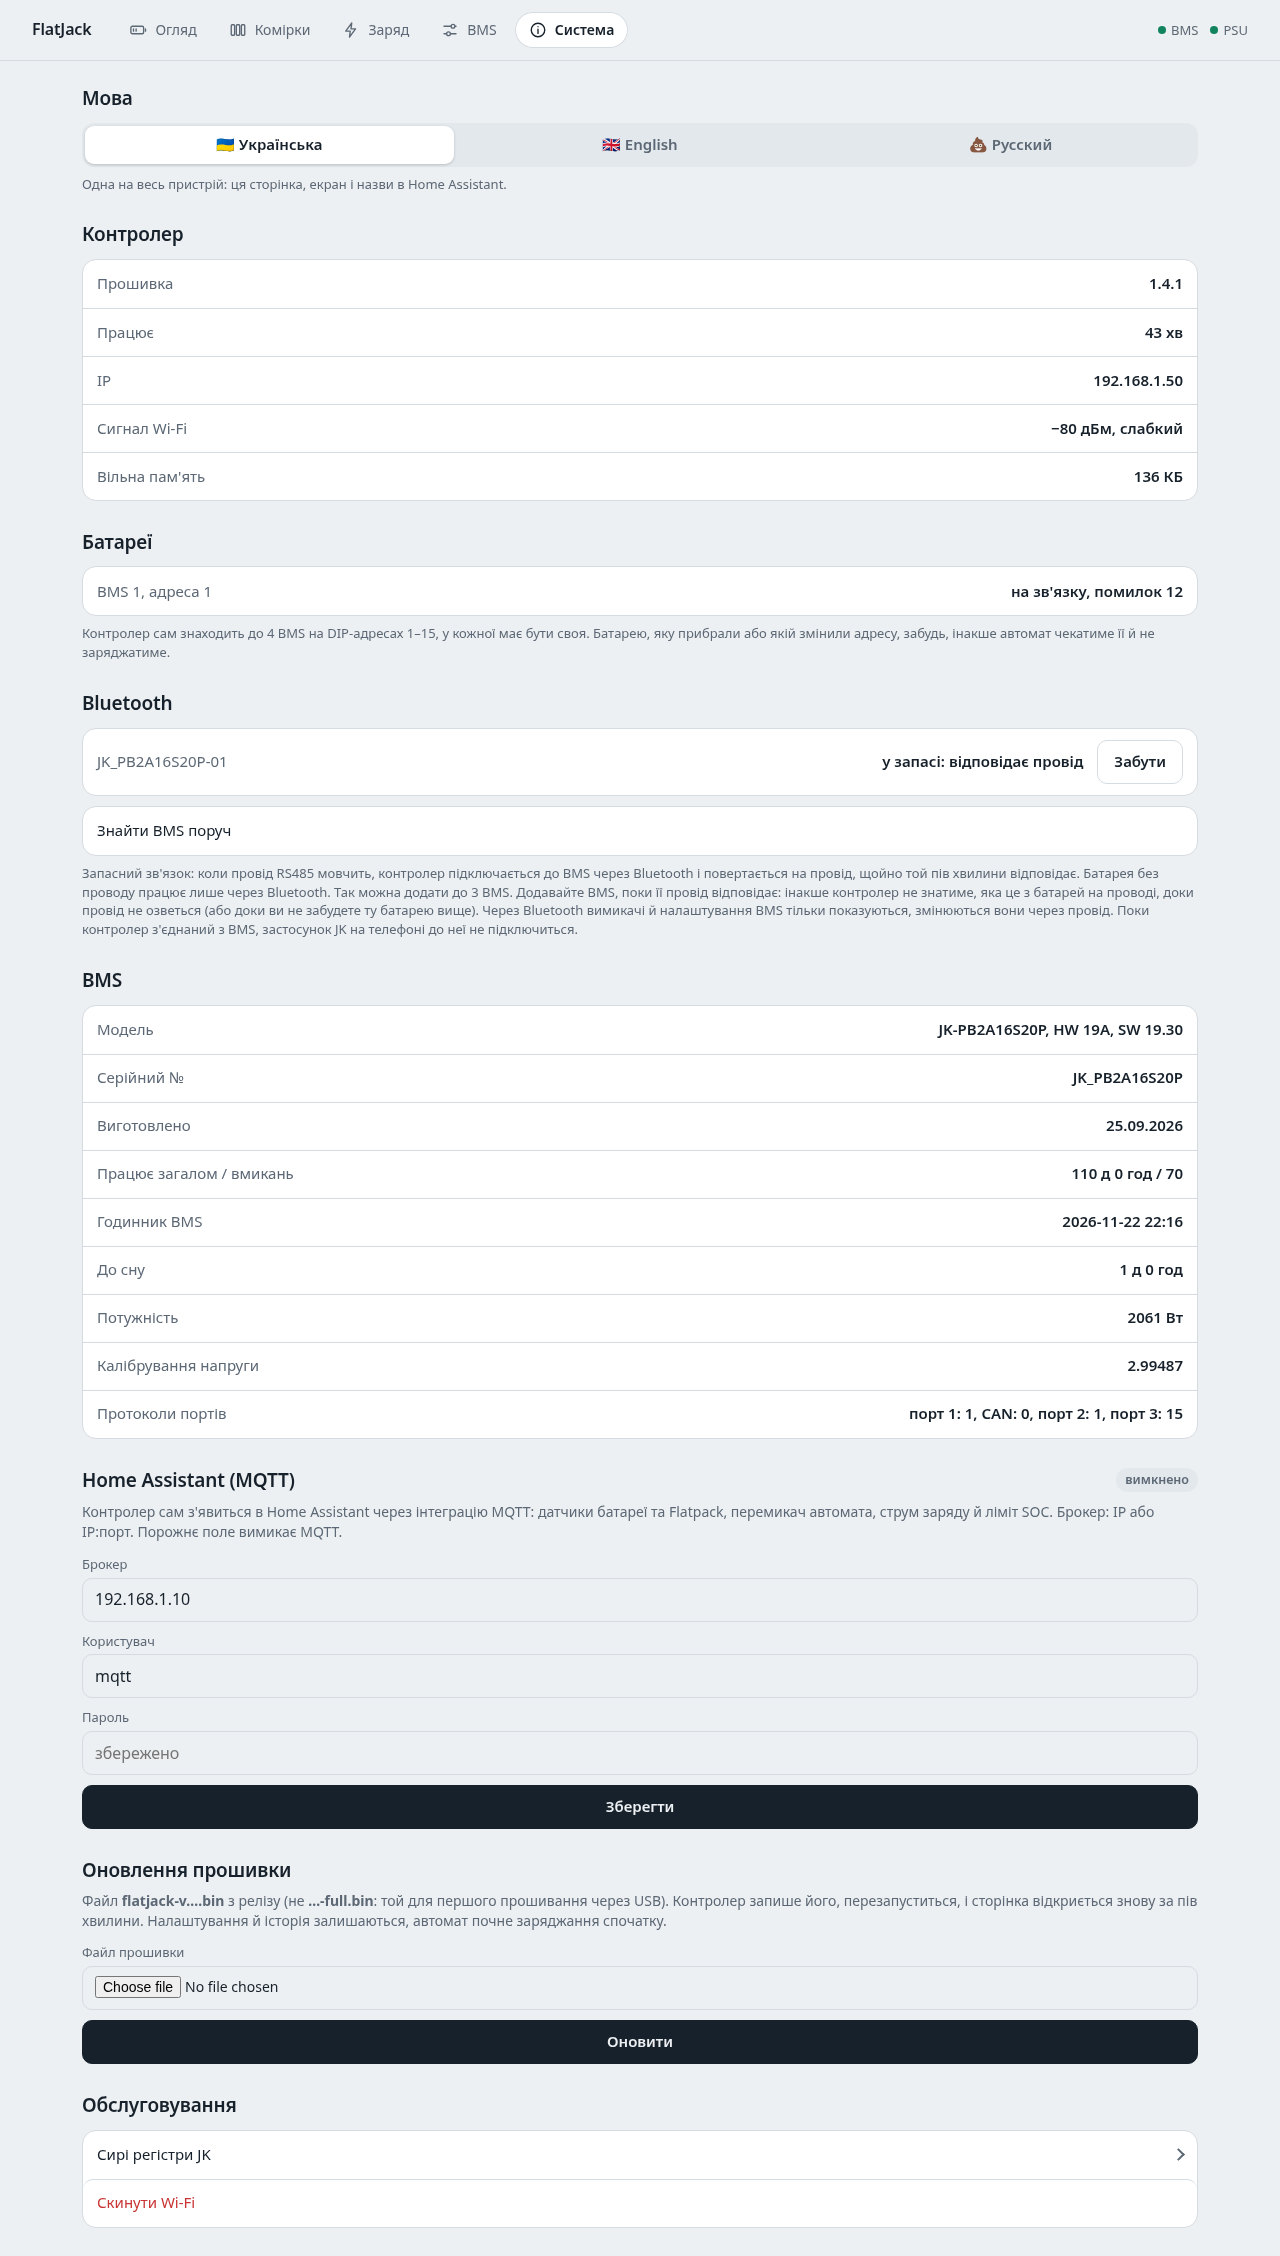 FlatJack
Огляд
Комірки
Заряд
BMS
Система
BMS
PSU
Мова
🇺🇦 Українська
🇬🇧 English
💩 Русский
Одна на весь пристрій: ця сторінка, екран і назви в Home Assistant.
Контролер
Прошивка 1.4.1
Працює 43 хв
IP 192.168.1.50
Сигнал Wi-Fi −80 дБм, слабкий
Вільна пам'ять 136 КБ
Батареї
BMS 1, адреса 1 на зв'язку, помилок 12
Контролер сам знаходить до 4 BMS на DIP-адресах 1–15, у кожної має бути своя. Батарею, яку прибрали або якій змінили адресу, забудь, інакше автомат чекатиме її й не
заряджатиме.
Bluetooth
JK_PB2A16S20P-01 у запасі: відповідає провід Забути
Знайти BMS поруч
Запасний зв'язок: коли провід RS485 мовчить, контролер підключається до BMS через Bluetooth і повертається на провід, щойно той пів хвилини відповідає. Батарея без
проводу працює лише через Bluetooth. Так можна додати до 3 BMS. Додавайте BMS, поки її провід відповідає: інакше контролер не знатиме, яка це з батарей на проводі, доки
провід не озветься (або доки ви не забудете ту батарею вище). Через Bluetooth вимикачі й налаштування BMS тільки показуються, змінюються вони через провід. Поки
контролер з'єднаний з BMS, застосунок JK на телефоні до неї не підключиться.
BMS
Модель JK-PB2A16S20P, HW 19A, SW 19.30
Серійний № JK_PB2A16S20P
Виготовлено 25.09.2026
Працює загалом / вмикань 110 д 0 год / 70
Годинник BMS 2026-11-22 22:16
До сну 1 д 0 год
Потужність 2061 Вт
Калібрування напруги 2.99487
Протоколи портів порт 1: 1, CAN: 0, порт 2: 1, порт 3: 15
Home Assistant (MQTT) вимкнено
Контролер сам з'явиться в Home Assistant через інтеграцію MQTT: датчики батареї та Flatpack, перемикач автомата, струм заряду й ліміт SOC. Брокер: IP або
IP:порт. Порожнє поле вимикає MQTT.
Брокер
192.168.1.10
Користувач
mqtt
Пароль
збережено
Зберегти
Оновлення прошивки
Файл flatjack-v....bin з релізу (не ...-full.bin: той для першого прошивання через USB). Контролер запише його, перезапуститься, і сторінка відкриється знову за пів
хвилини. Налаштування й історія залишаються, автомат почне заряджання спочатку.
Файл прошивки
Choose file No file chosen
Оновити
Обслуговування
Сирі регістри JK
Скинути Wi-Fi